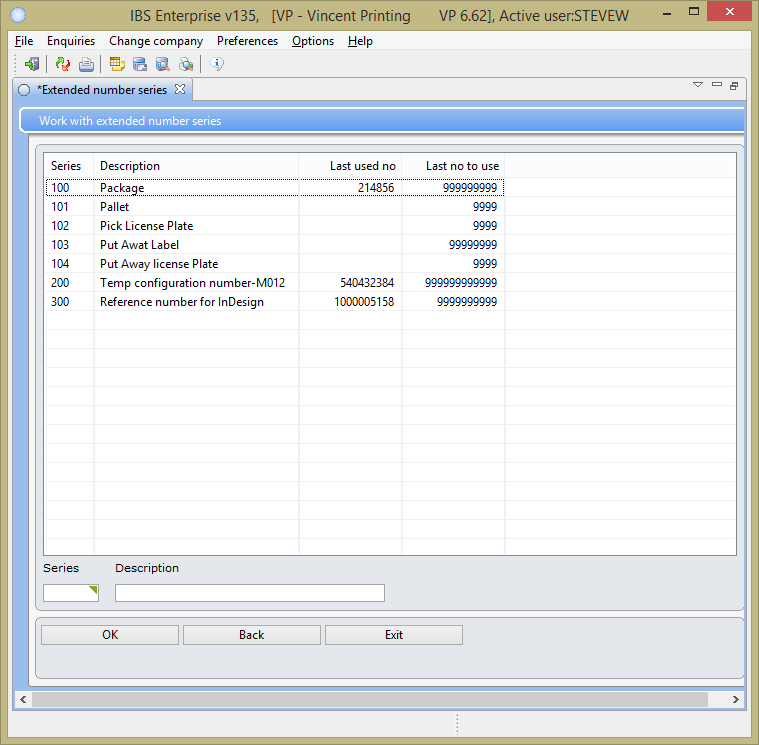 IBS Enterprise v135,   [VP - Vincent Printing       VP 6.62], Active user:STEVEW
File Enquiries Change company Preferences Options Help
*Extended number series
Work with extended number series
Series Description Last used no Last no to use
100 Package 214856 999999999
101 Pallet 9999
102 Pick License Plate 9999
103 Put Awat Label 99999999
104 Put Away license Plate 9999
200 Temp configuration number-M012 540432384 999999999999
300 Reference number for InDesign 1000005158 9999999999
Series Description
OK Back Exit